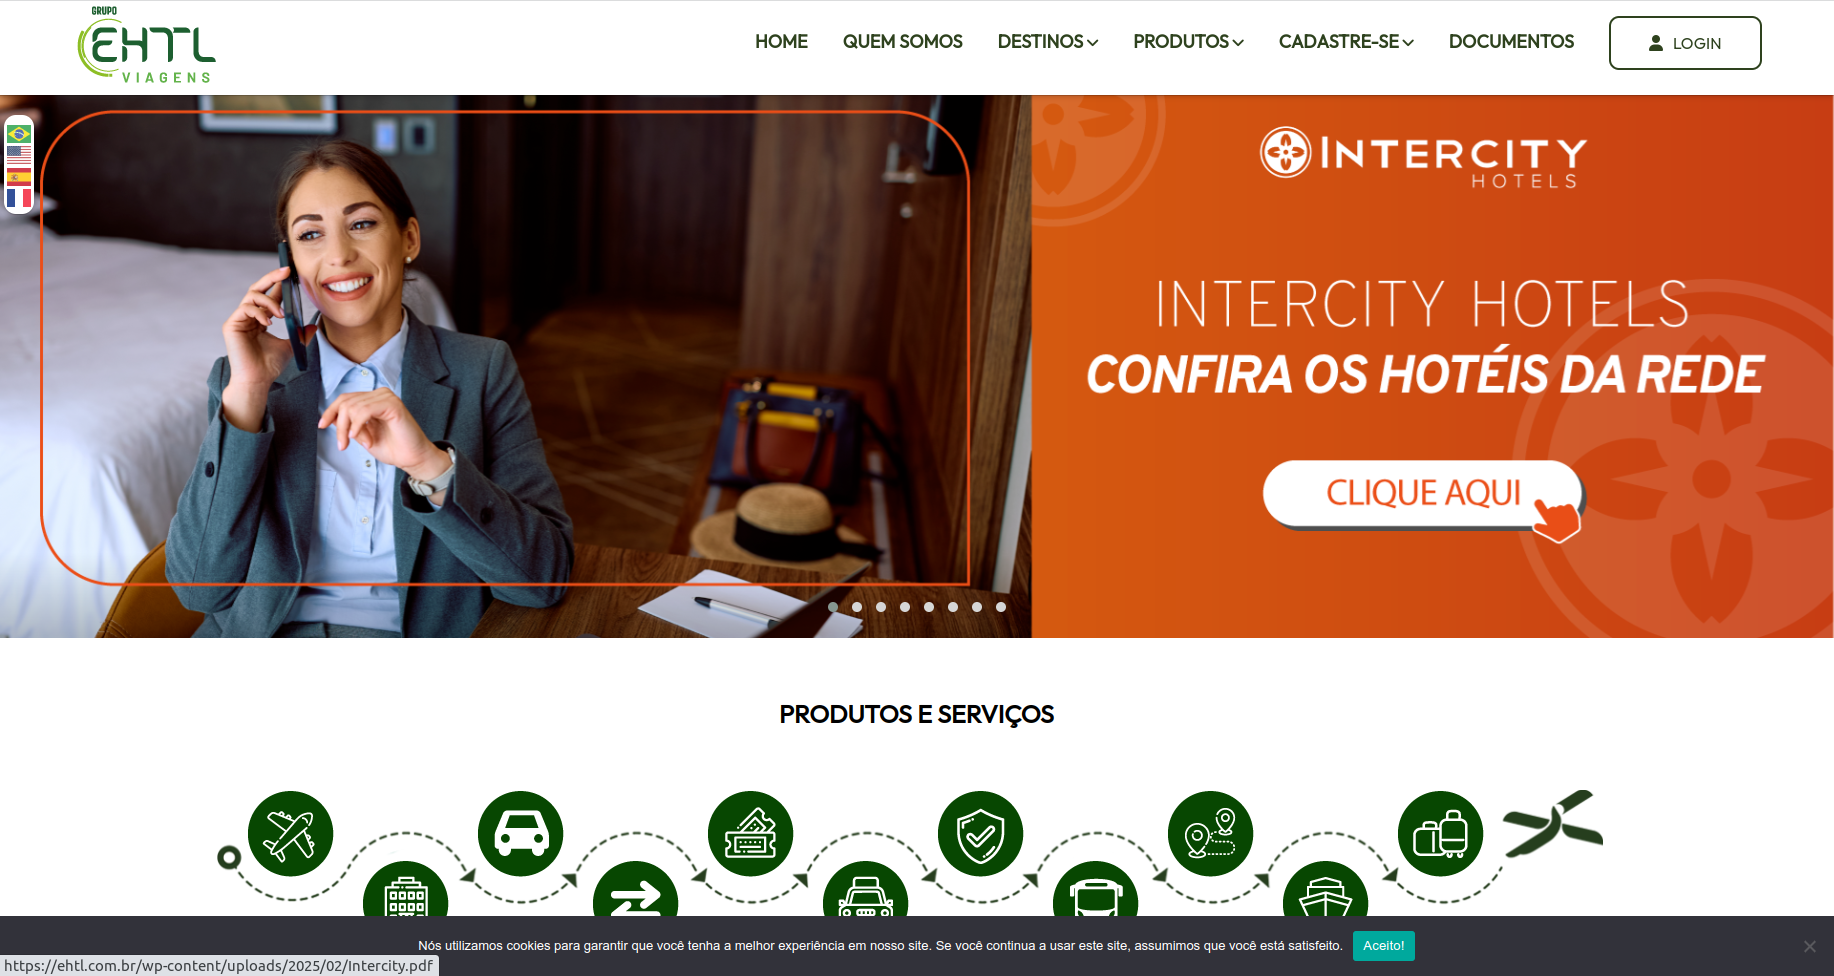 GRUPO
EHTL
VIAGENS
HOME QUEM SOMOS DESTINOS PRODUTOS CADASTRE-SE DOCUMENTOS LOGIN
INTERCITY
HOTELS
INTERCITY HOTELS
CONFIRA OS HOTÉIS DA REDE
CLIQUE AQUI
PRODUTOS E SERVIÇOS
Nós utilizamos cookies para garantir que você tenha a melhor experiência em nosso site. Se você continua a usar este site, assumimos que você está satisfeito. Aceito!
https://ehtl.com.br/wp-content/uploads/2025/02/Intercity.pdf